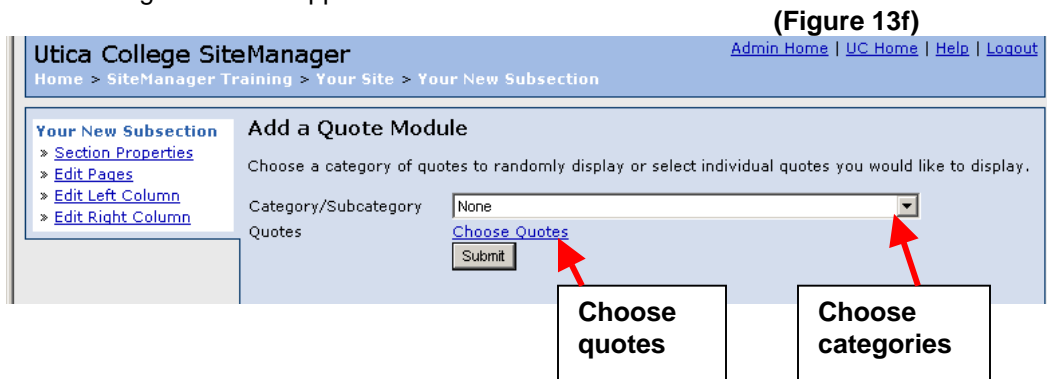 (Figure 13f)
Utica College SiteManager
Admin Home | UC Home | Help | Logout
Home > SiteManager Training > Your Site > Your New Subsection
Your New Subsection
» Section Properties
» Edit Pages
» Edit Left Column
» Edit Right Column
Add a Quote Module
Choose a category of quotes to randomly display or select individual quotes you would like to display.
Category/Subcategory None
Quotes Choose Quotes
Submit
Choose
quotes
Choose
categories